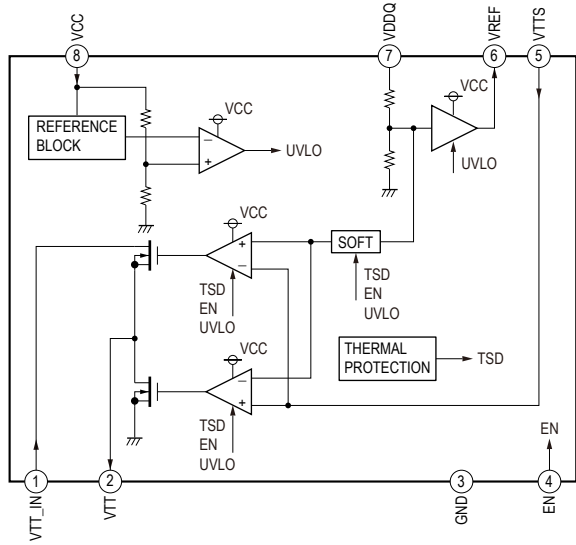 VCC
VDDQ
VREF
VTTS
8
7
6
5
VCC
VCC
REFERENCE
BLOCK
−
+
UVLO
UVLO
VCC
+
−
SOFT
TSD
EN
UVLO
TSD
EN
UVLO
VCC
−
+
THERMAL
PROTECTION
TSD
TSD
EN
UVLO
EN
1
2
3
4
VTT_IN
VTT
GND
EN